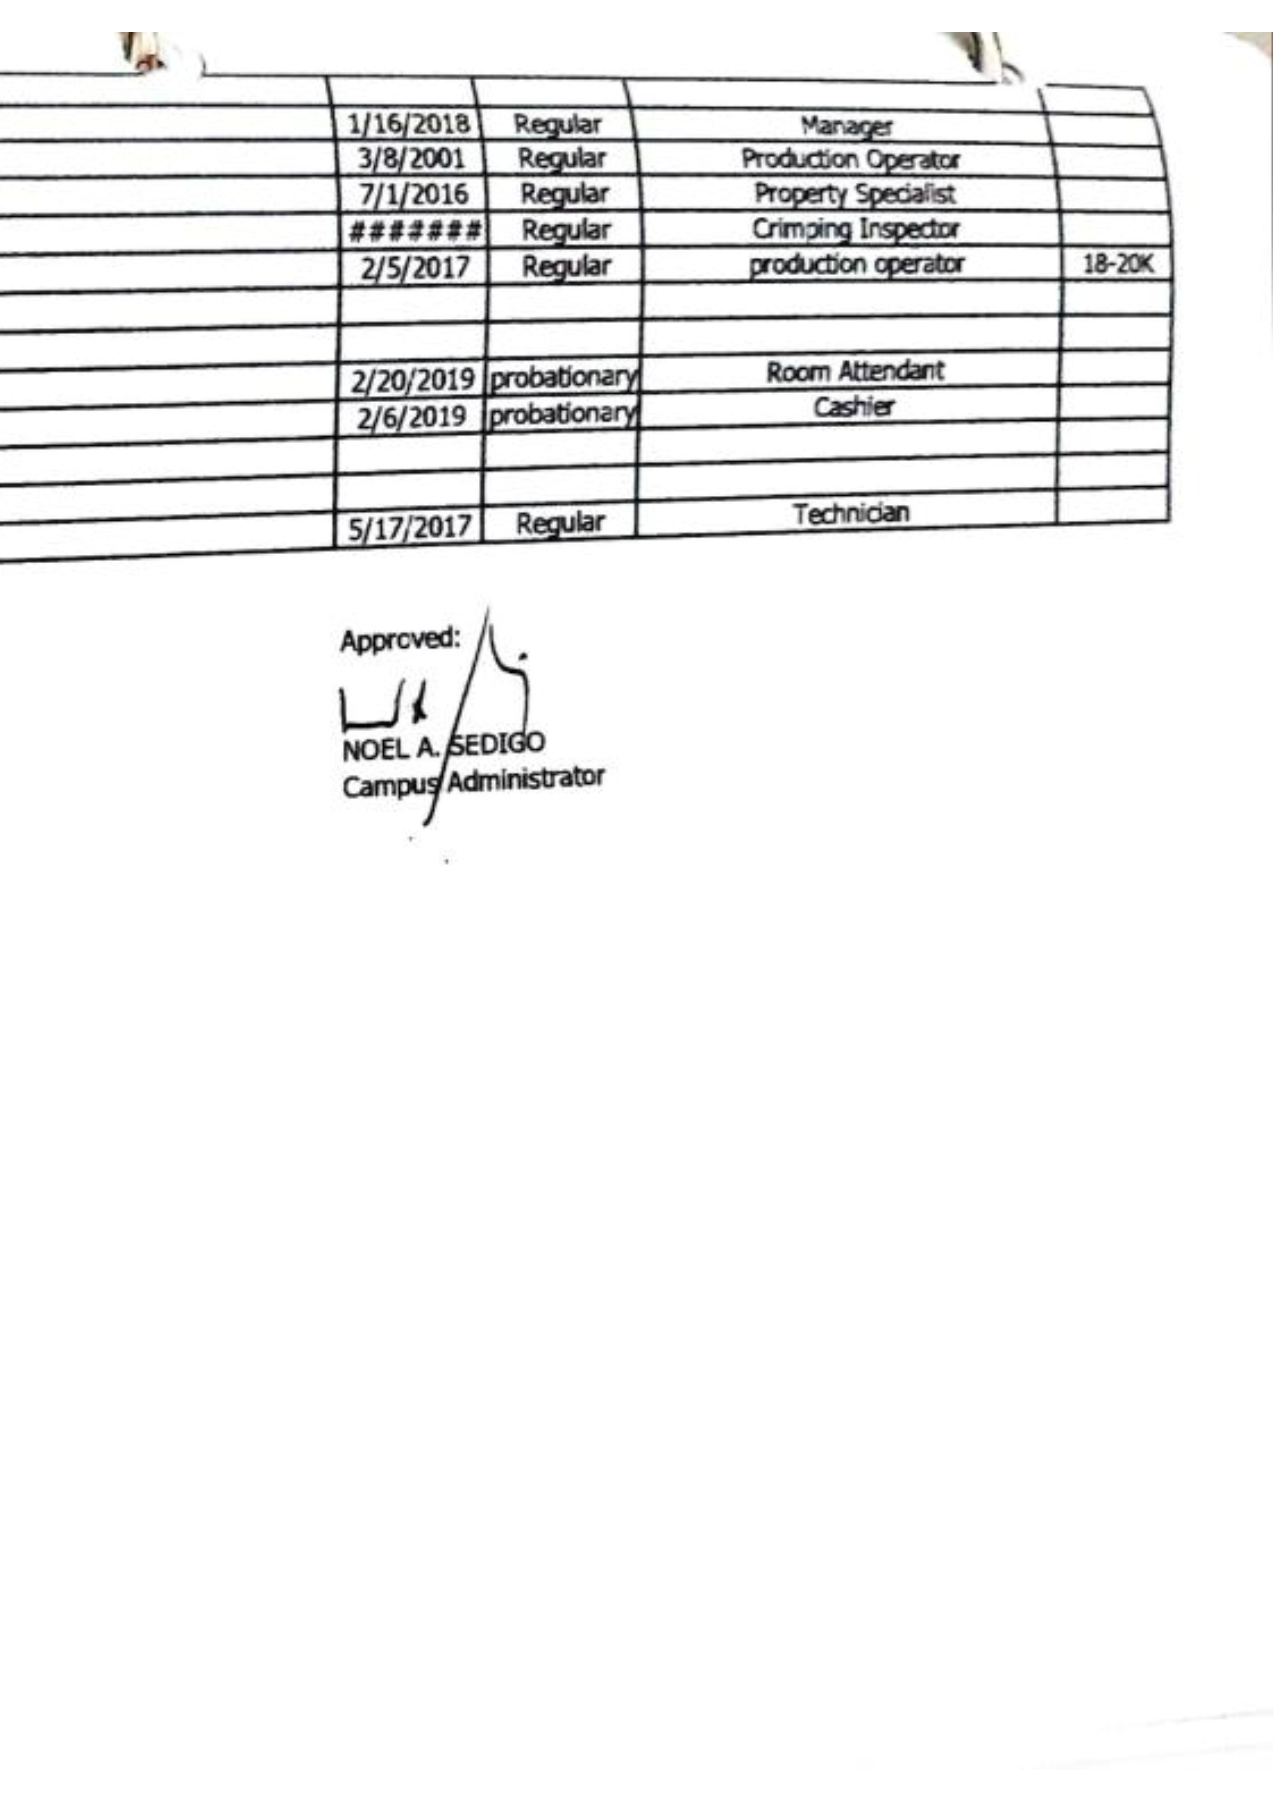 1/16/2018 Regular Manager
3/8/2001 Regular Production Operator
7/1/2016 Regular Property Specialist
####### Regular Crimping Inspector
2/5/2017 Regular production operator 18-20K
2/20/2019 probationary Room Attendant
2/6/2019 probationary Cashier
5/17/2017 Regular Technician
Approved:
NOEL A. SEDIGO
Campus Administrator